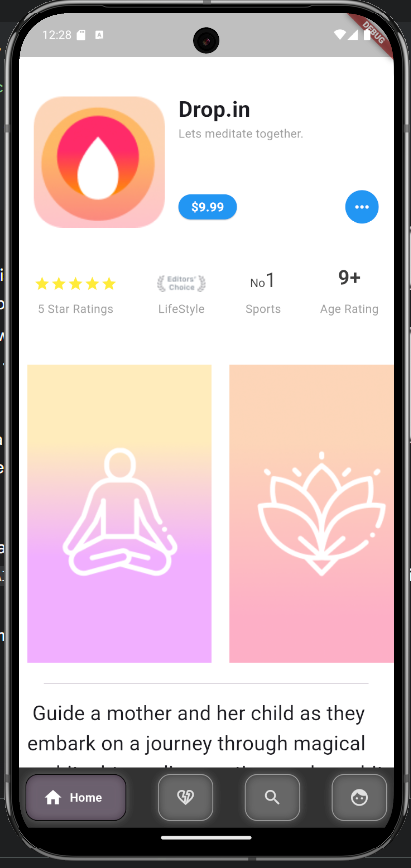 12:28
DEBUG
Drop.in
Lets meditate together.
$9.99
Editors'
Choice
No1
9+
5 Star Ratings
LifeStyle
Sports
Age Rating
Guide a mother and her child as they
embark on a journey through magical
Home